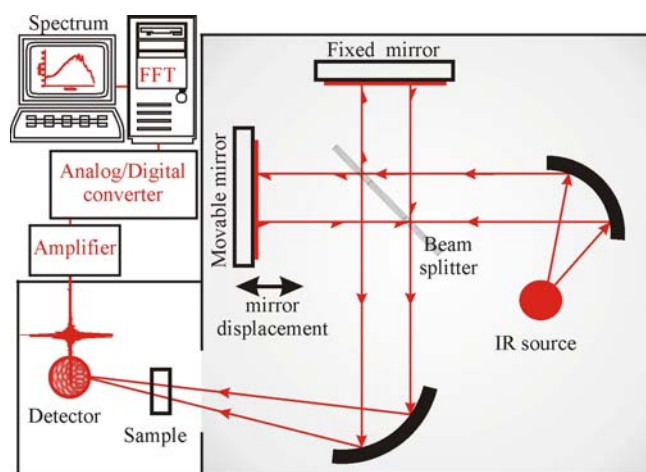 Spectrum
FFT
Analog/Digital
converter
Amplifier
Detector
Sample
Fixed mirror
Movable mirror
mirror
displacement
Beam
splitter
IR source